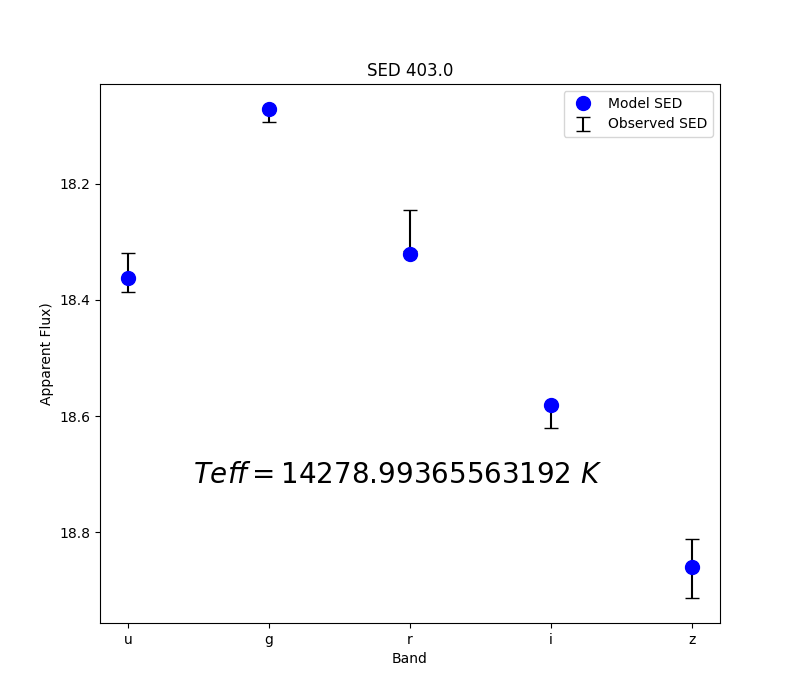 SED 403.0
Model SED
Observed SED
18.2
18.4
18.6
18.8
Apparent Flux)
Teff = 14278.99365563192 K
u g r i z
Band